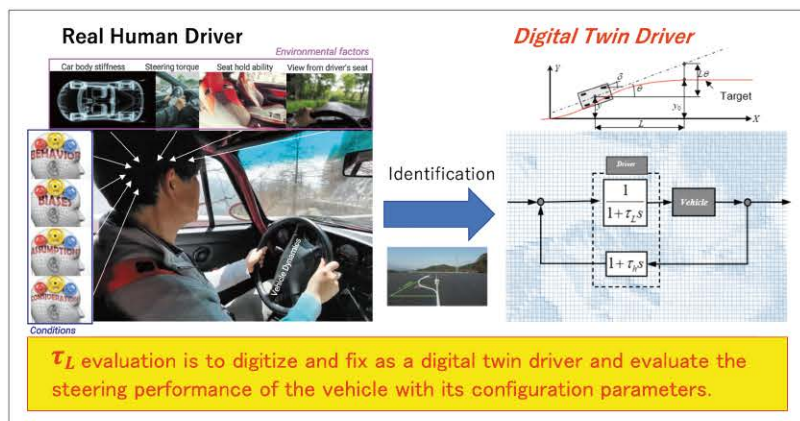 Real Human Driver
Digital Twin Driver
Environmental factors
Car body stiffness Steering torque Seat hold ability View from driver's seat
Y
δ
θ
Lθ
Target
y
y₀
L
X
BEHAVIOR
BIASES
ASUMPTION
CONSIDERATION
Conditions
Vehicle Dynamics
Identification
Driver
1
1+τ_L s
Vehicle
1+τ_h s
τ_L evaluation is to digitize and fix as a digital twin driver and evaluate the
steering performance of the vehicle with its configuration parameters.